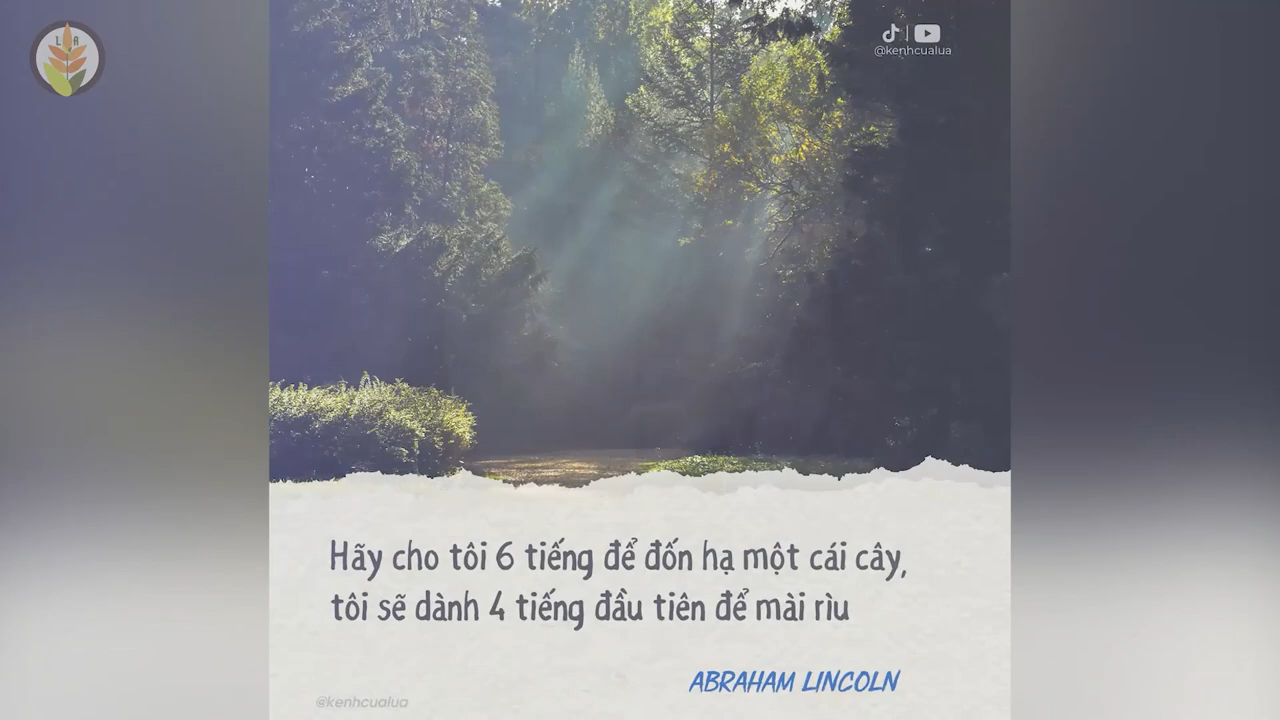 L A
@kenhcualua
Hãy cho tôi 6 tiếng để đốn hạ một cái cây,
tôi sẽ dành 4 tiếng đầu tiên để mài rìu
ABRAHAM LINCOLN
@kenhcualua